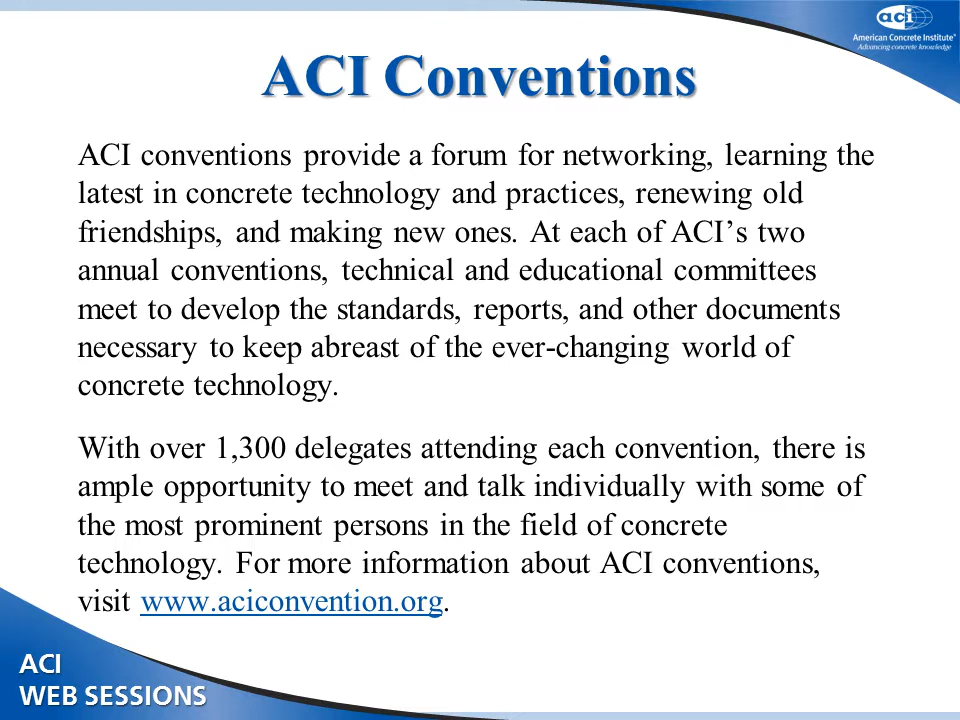 aci
American Concrete Institute®
Advancing concrete knowledge
ACI Conventions
ACI conventions provide a forum for networking, learning the
latest in concrete technology and practices, renewing old
friendships, and making new ones. At each of ACI’s two
annual conventions, technical and educational committees
meet to develop the standards, reports, and other documents
necessary to keep abreast of the ever-changing world of
concrete technology.
With over 1,300 delegates attending each convention, there is
ample opportunity to meet and talk individually with some of
the most prominent persons in the field of concrete
technology. For more information about ACI conventions,
visit www.aciconvention.org.
ACI
WEB SESSIONS